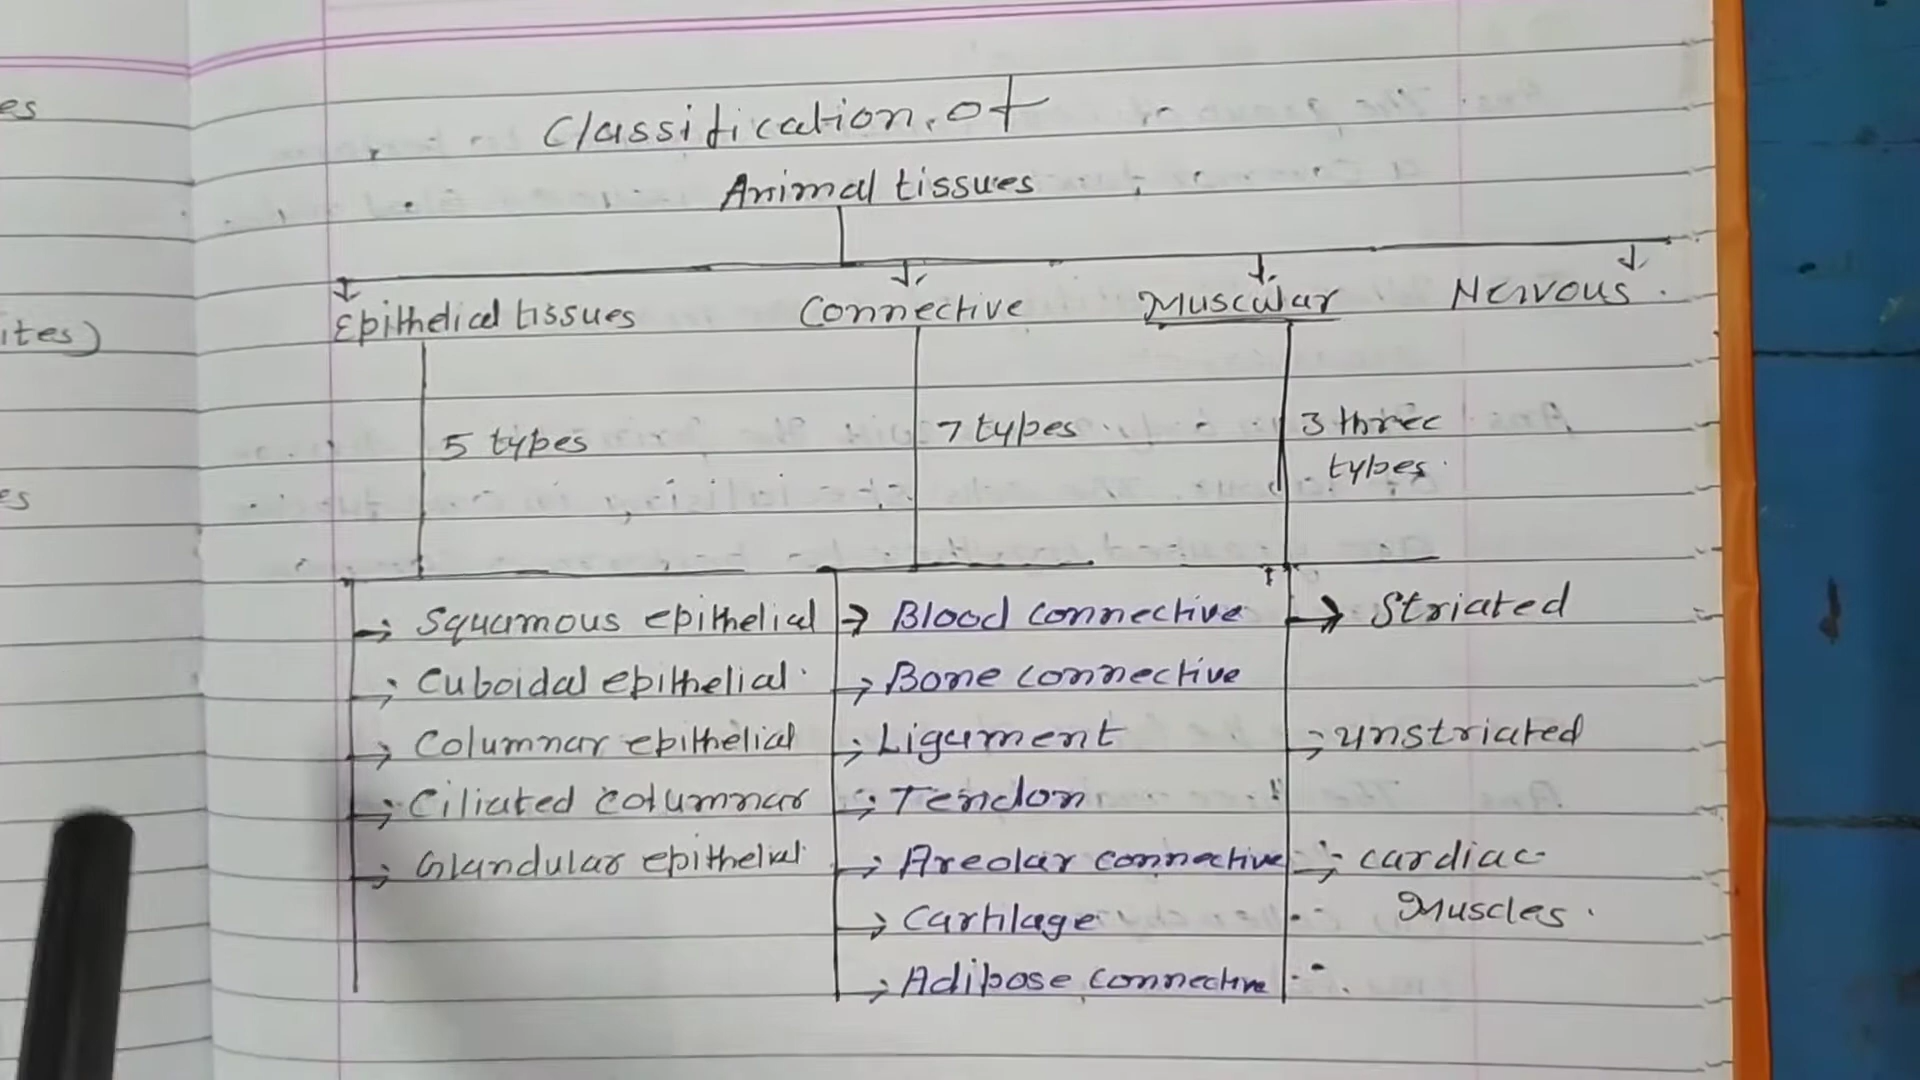 es
ites)
es
Classification of
Animal tissues
Epithelial tissues Connective Muscular Nervous.
5 types 7 types. 3 three
types.
Squamous epithelial Blood connective Striated
Cuboidal epithelial. Bone connective
Columnar epithelial Ligament unstriated
Ciliated columnar Tendon
Glandular epithelial Areolar connective cardiac
Cartilage Muscles.
Adipose connective